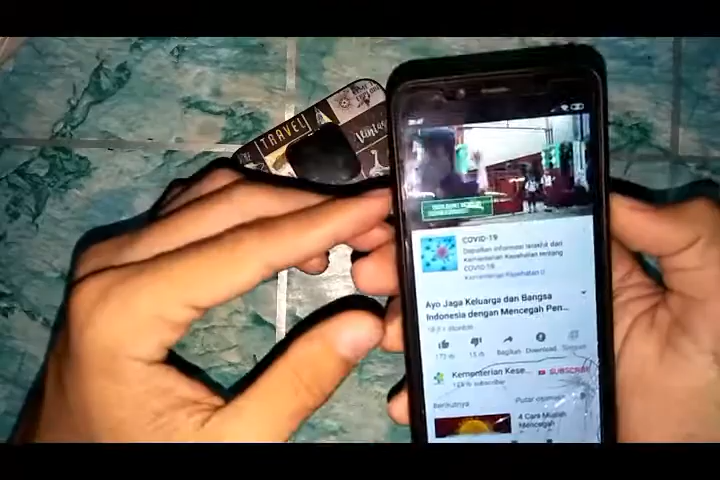 TRAVEL
Vintage
COVID-19
Dapatkan informasi terkini dari
Kementerian Kesehatan tentang
COVID-19
Kementerian Kesehatan
Ayo Jaga Keluarga dan Bangsa
Indonesia dengan Mencegah Pen...
Bagikan Download Simpan
Kementerian Kese...
SUBSCRIBE
subscriber
Berikutnya
Putar otomatis
4 Cara Mudah
Mencegah